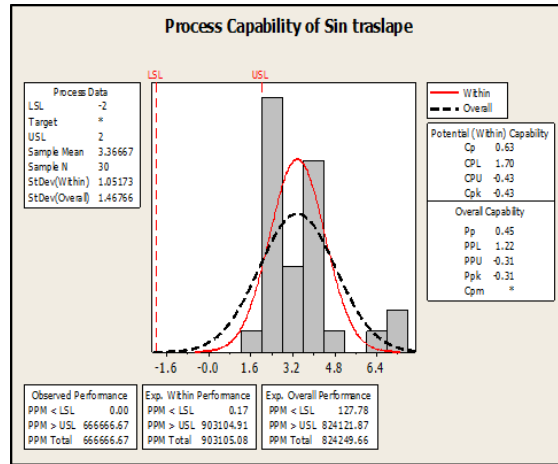 Process Capability of Sin traslape
LSL USL
Process Data
LSL -2
Target *
USL 2
Sample Mean 3.36667
Sample N 30
StDev(Within) 1.05173
StDev(Overall) 1.46766
Within
Overall
Potential (Within) Capability
Cp 0.63
CPL 1.70
CPU -0.43
Cpk -0.43
Overall Capability
Pp 0.45
PPL 1.22
PPU -0.31
Ppk -0.31
Cpm *
-1.6 -0.0 1.6 3.2 4.8 6.4
Observed Performance
PPM < LSL 0.00
PPM > USL 666666.67
PPM Total 666666.67
Exp. Within Performance
PPM < LSL 0.17
PPM > USL 903104.91
PPM Total 903105.08
Exp. Overall Performance
PPM < LSL 127.78
PPM > USL 824121.87
PPM Total 824249.66